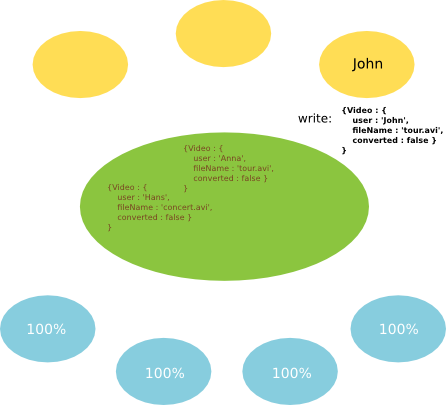 John
write:
{Video : {
user : 'John',
fileName : 'tour.avi',
converted : false }
}
{Video : {
user : 'Anna',
fileName : 'tour.avi',
converted : false }
}
{Video : {
user : 'Hans',
fileName : 'concert.avi',
converted : false }
}
100%
100%
100%
100%